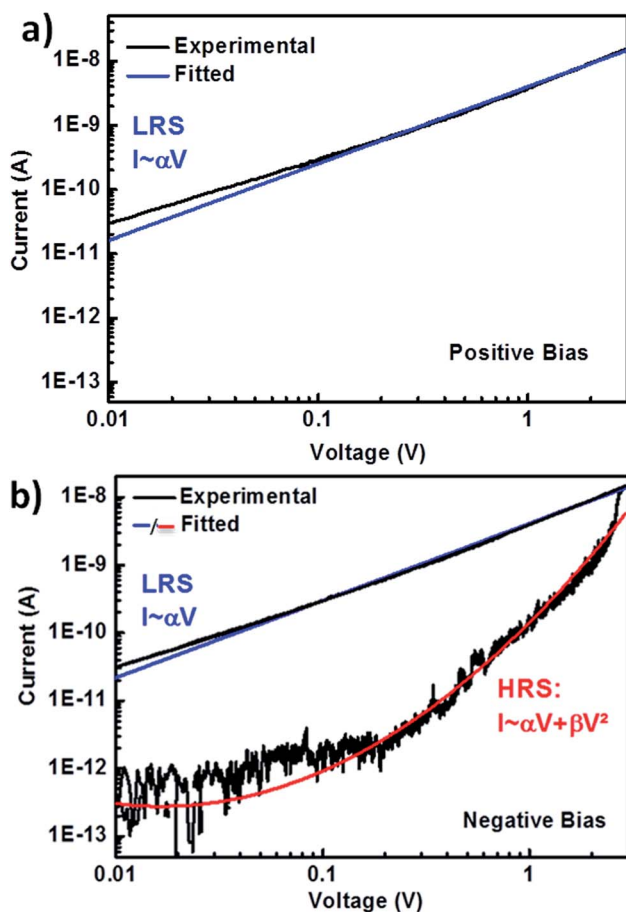 a)
Experimental
Fitted
LRS
I~αV
1E-8
1E-9
1E-10
1E-11
1E-12
1E-13
Current (A)
Positive Bias
0.01 0.1 1
Voltage (V)
b)
Experimental
/ Fitted
LRS
I~αV
HRS:
I~αV+βV²
1E-8
1E-9
1E-10
1E-11
1E-12
1E-13
Current (A)
Negative Bias
0.01 0.1 1
Voltage (V)